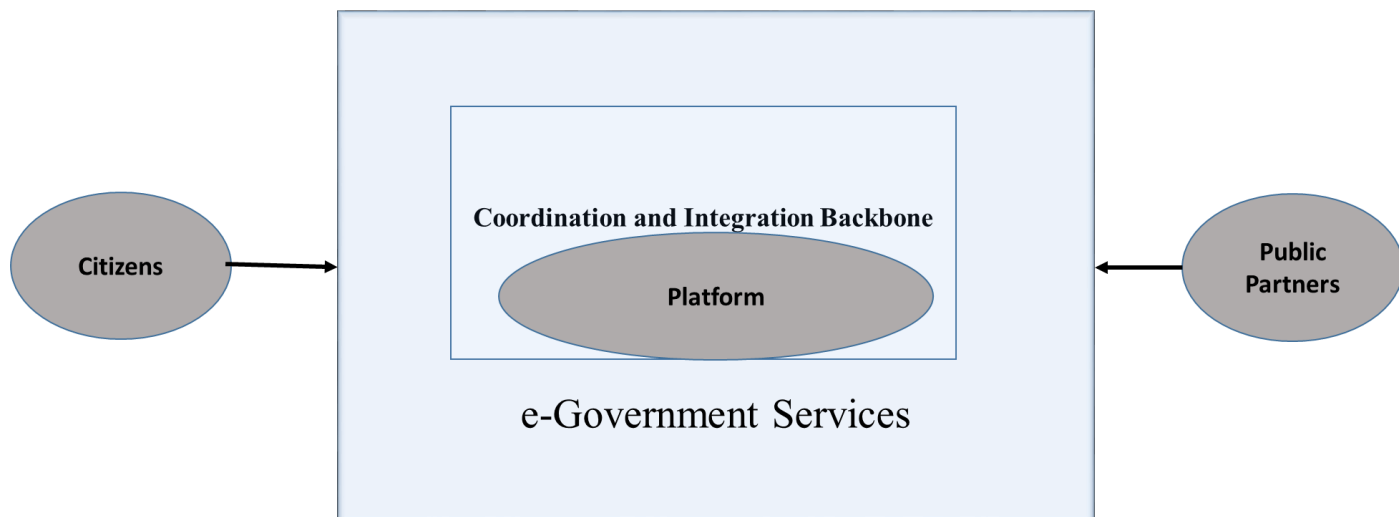 Coordination and Integration Backbone
Citizens
Platform
Public
Partners
e-Government Services